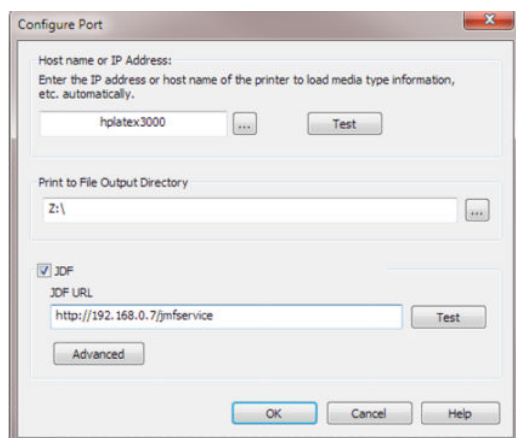 Configure Port
Host name or IP Address:
Enter the IP address or host name of the printer to load media type information,
etc. automatically.
hplatex3000 ... Test
Print to File Output Directory
Z:\ ...
JDF
JDF URL
http://192.168.0.7/jmfservice Test
Advanced
OK Cancel Help